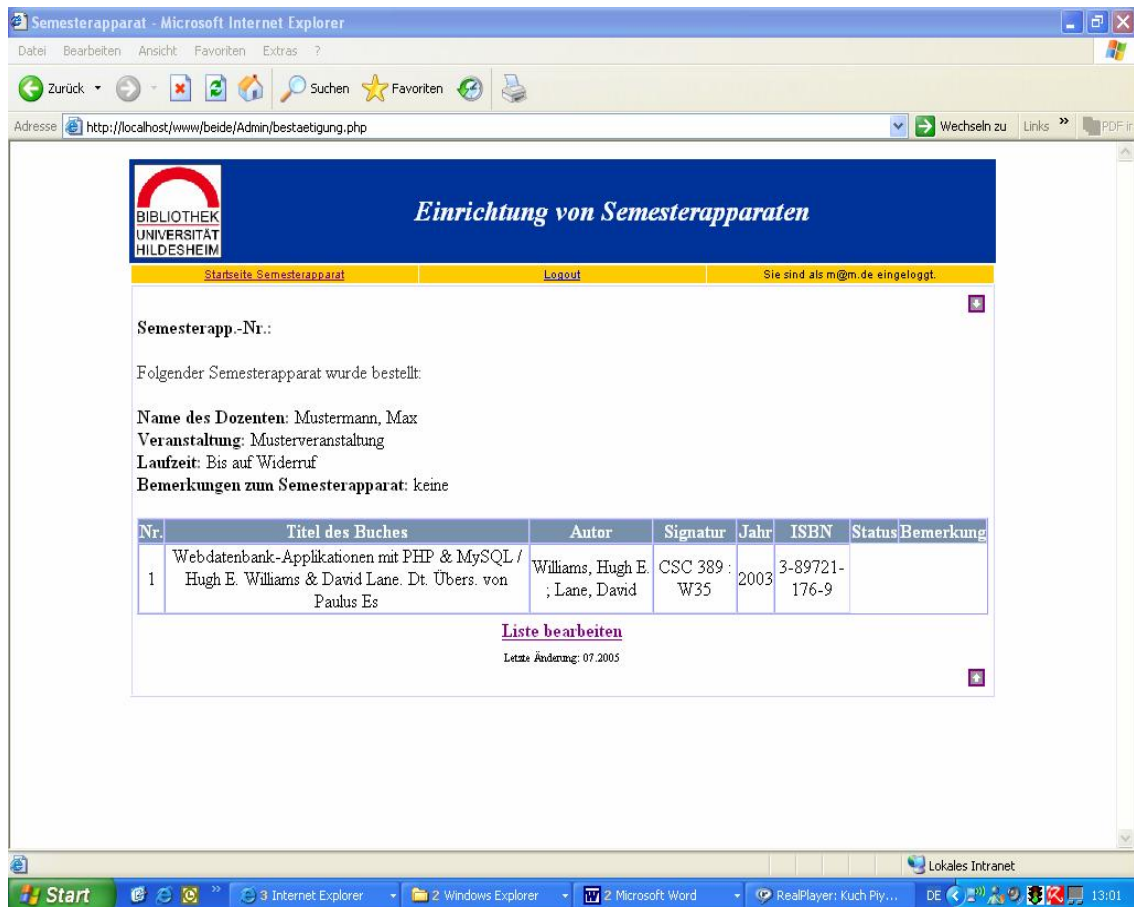 Semesterapparat - Microsoft Internet Explorer
Datei Bearbeiten Ansicht Favoriten Extras ?
Zurück Suchen Favoriten
Adresse http://localhost/www/beide/Admin/bestaetigung.php Wechseln zu Links » PDF ir
BIBLIOTHEK
UNIVERSITÄT
HILDESHEIM
Einrichtung von Semesterapparaten
Startseite Semesterapparat Logout Sie sind als m@m.de eingeloggt.
Semesterapp.-Nr.:
Folgender Semesterapparat wurde bestellt:
Name des Dozenten: Mustermann, Max
Veranstaltung: Musterveranstaltung
Laufzeit: Bis auf Widerruf
Bemerkungen zum Semesterapparat: keine
Nr. Titel des Buches Autor Signatur Jahr ISBN Status Bemerkung
1 Webdatenbank-Applikationen mit PHP & MySQL /
Hugh E. Williams & David Lane. Dt. Übers. von
Paulus Es
Williams, Hugh E.
; Lane, David
CSC 389 :
W35
2003
3-89721-
176-9
Liste bearbeiten
Letzte Änderung: 07.2005
Lokales Intranet
Start » 3 Internet Explorer 2 Windows Explorer 2 Microsoft Word RealPlayer: Kuch Piy... DE 13:01